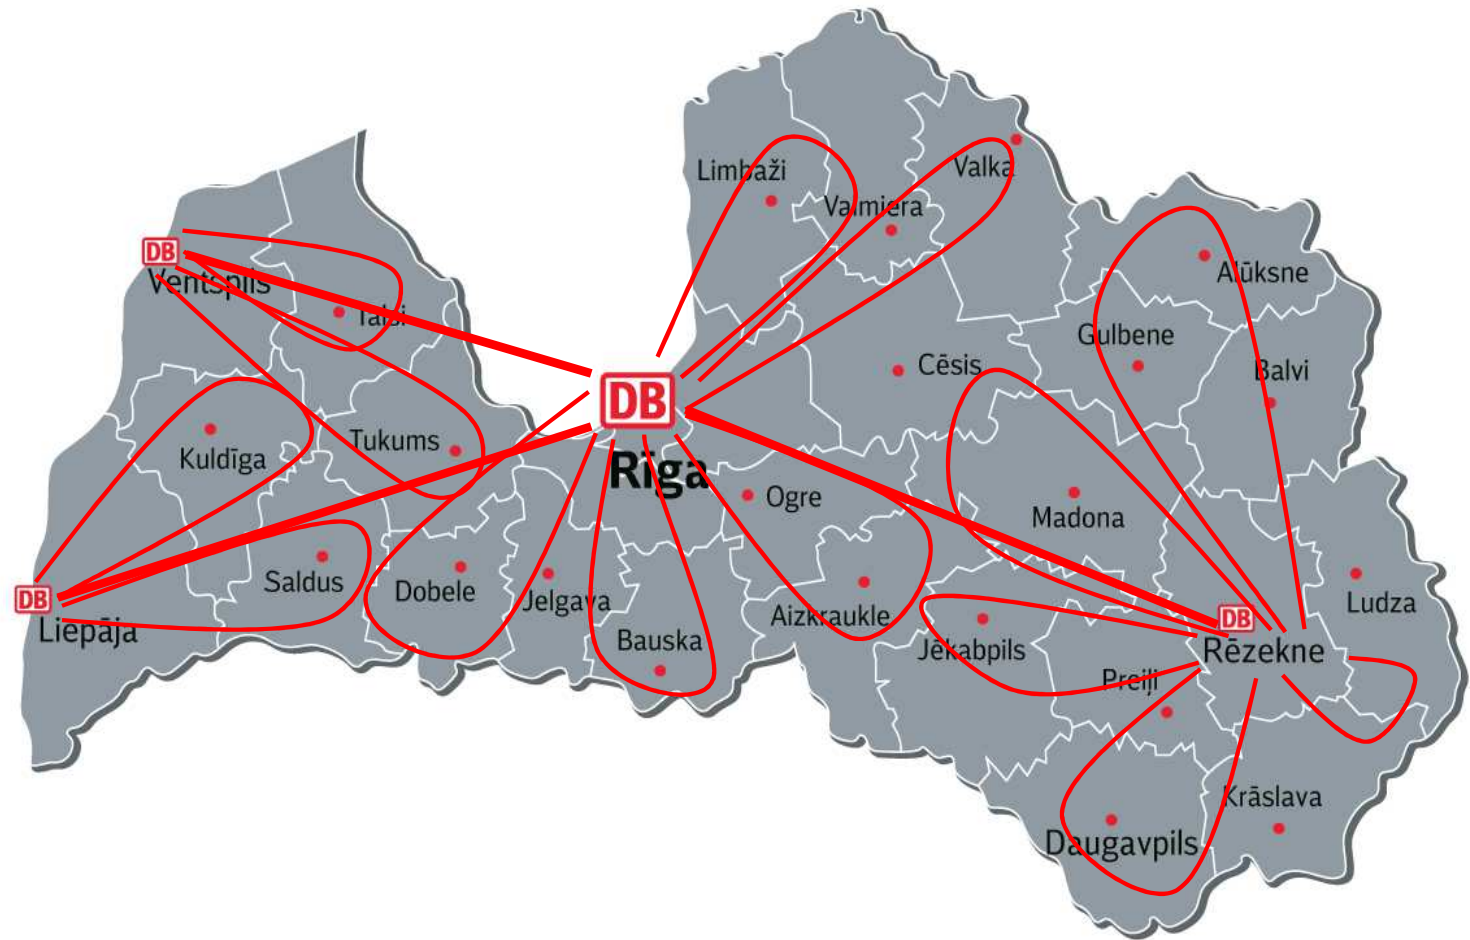 Limbaži
Valka
Valmiera
DB
Ventspils
Alūksne
Talsi
Gulbene
Cēsis
Balvi
DB
Tukums
Kuldīga
Rīga
Ogre
Madona
Saldus
Dobele
Jelgava
Aizkraukle
Ludza
DB
Liepāja
DB
Bauska
Jēkabpils
Rēzekne
Preiļi
Krāslava
Daugavpils